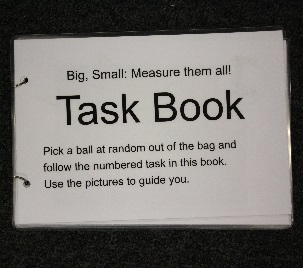 Big, Small: Measure them all!
Task Book
Pick a ball at random out of the bag and
follow the numbered task in this book.
Use the pictures to guide you.